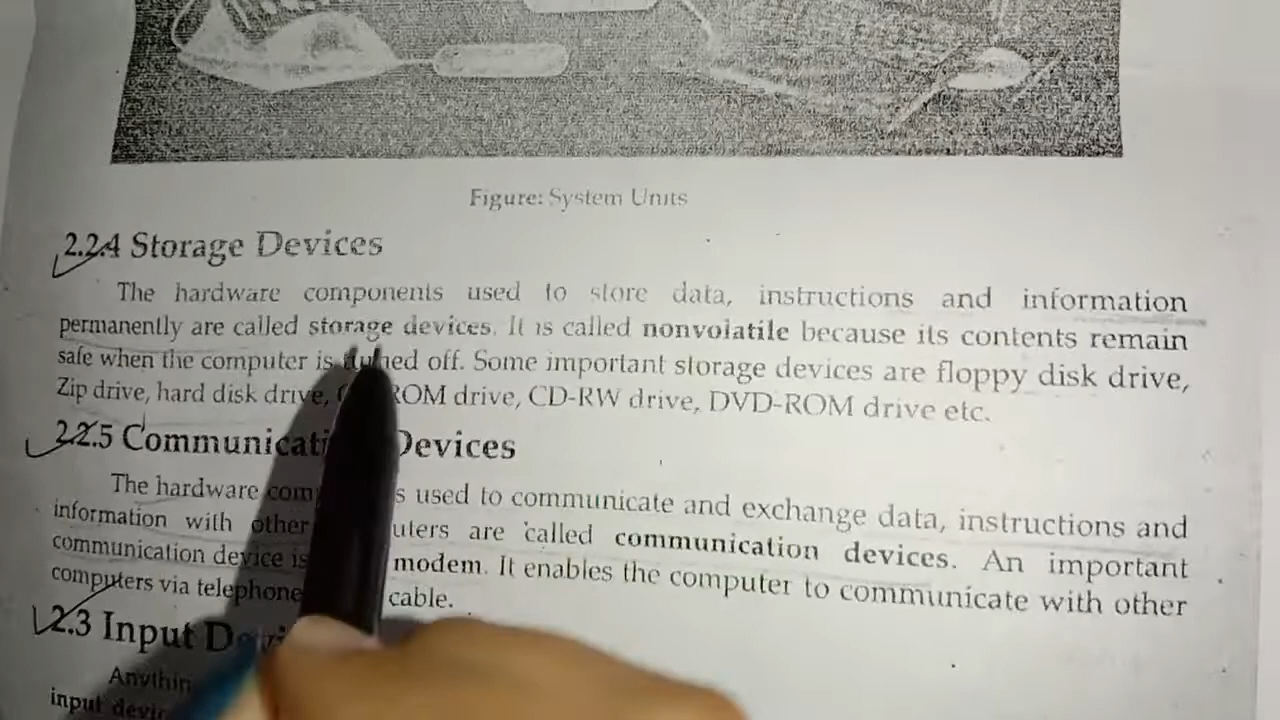 Figure: System Units
2.2.4 Storage Devices
The hardware components used to store data, instructions and information
permanently are called storage devices. It is called nonvolatile because its contents remain
safe when the computer is turned off. Some important storage devices are floppy disk drive,
Zip drive, hard disk drive, ROM drive, CD-RW drive, DVD-ROM drive etc.
2.2.5 Communicati Devices
The hardware com s used to communicate and exchange data, instructions and
information with other uters are called communication devices. An important
communication device is modem. It enables the computer to communicate with other
computers via telephone cable.
2.3 Input De
Anythin
input devic